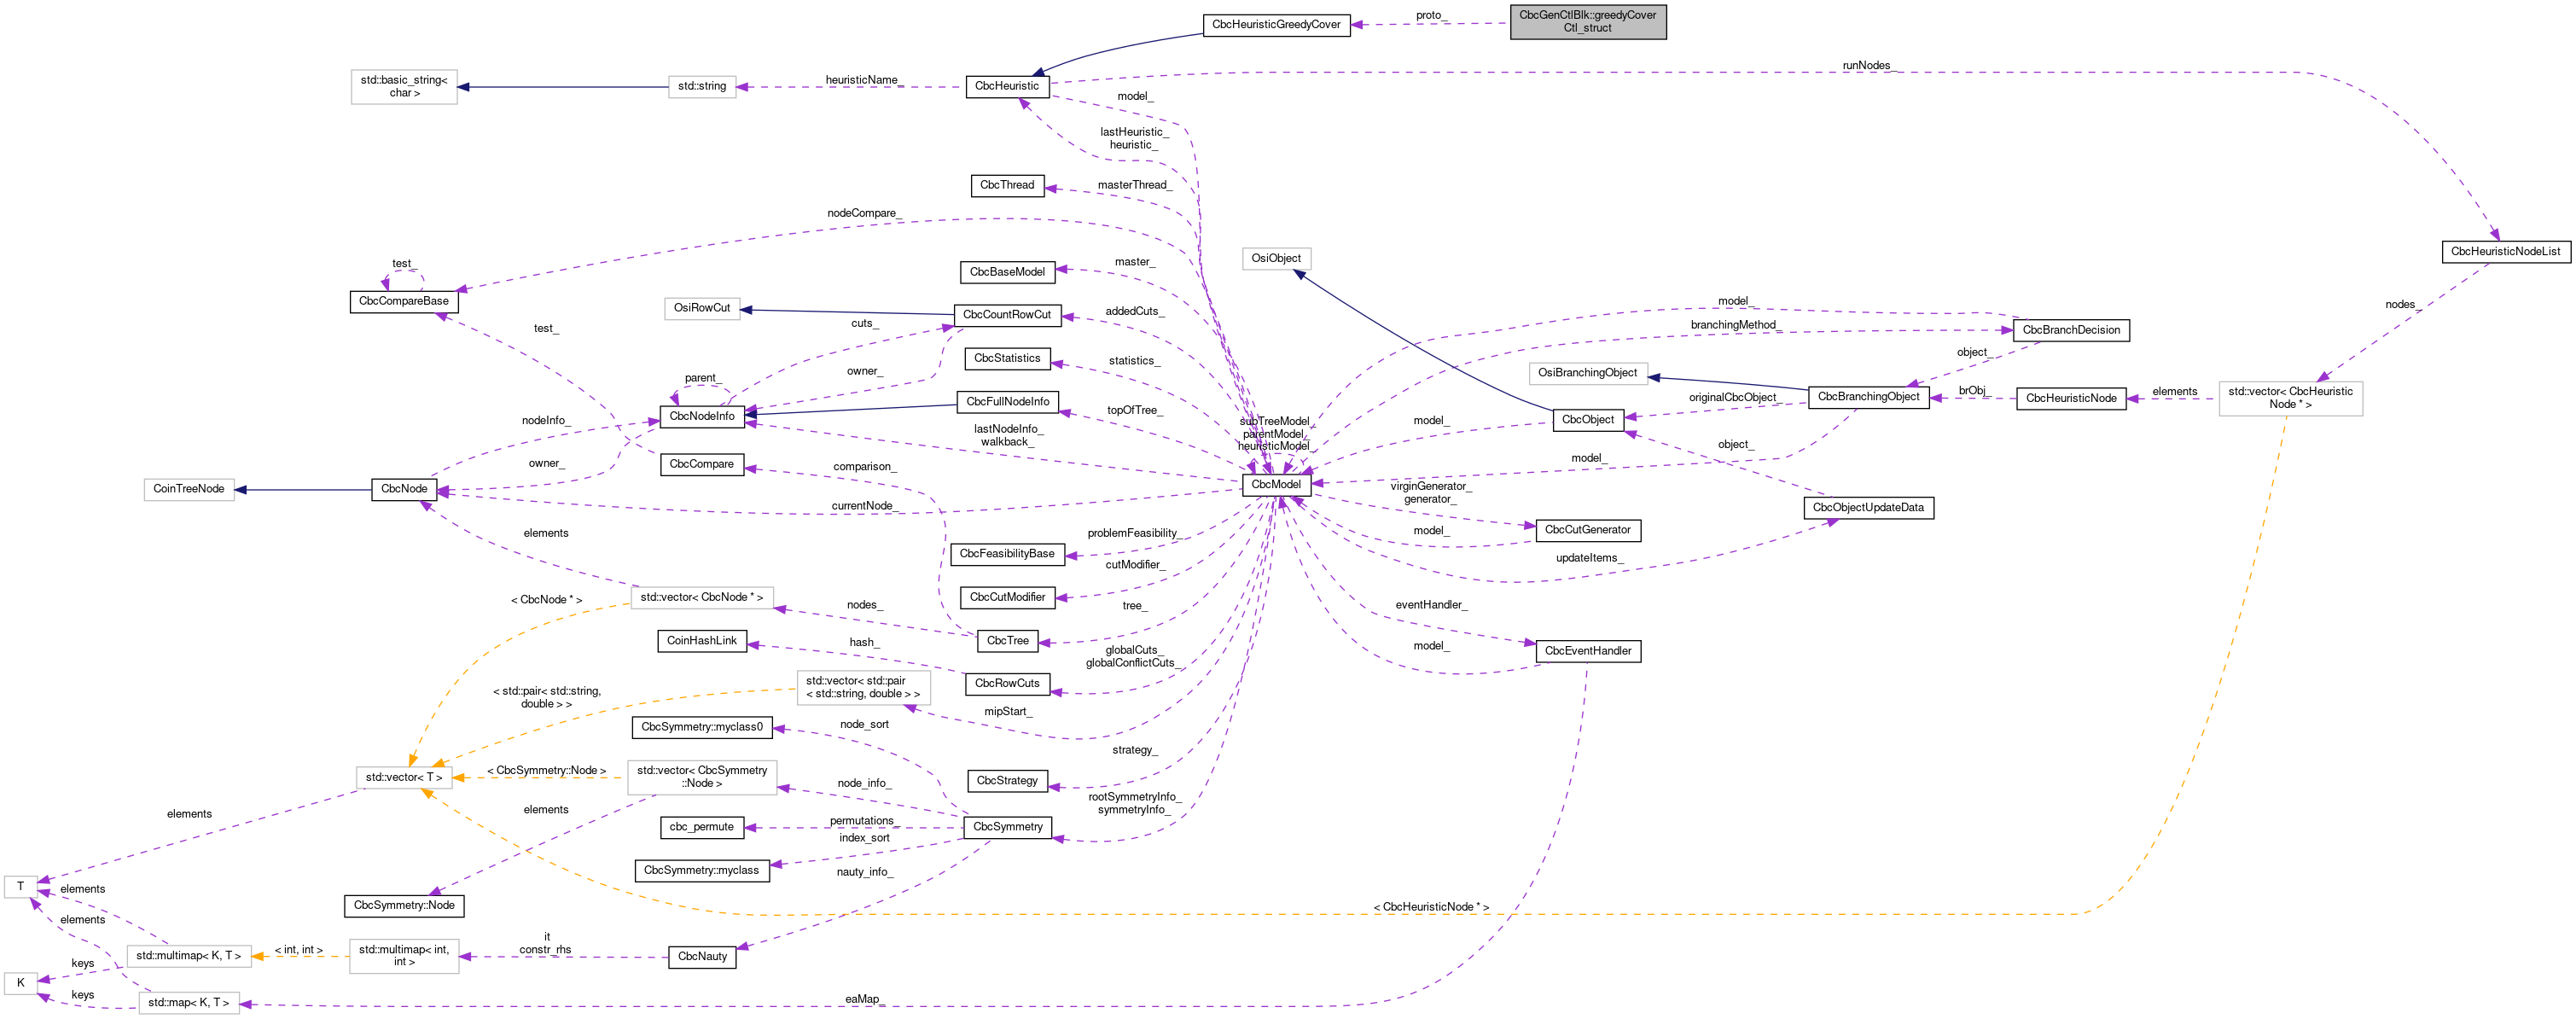 CbcGenCtlBlk::greedyCover
Ctl_struct
proto_
CbcHeuristicGreedyCover
runNodes_
std::basic_string<
char >
std::string
heuristicName_
CbcHeuristic
model_
lastHeuristic_
heuristic_
CbcThread
masterThread_
nodeCompare_
CbcHeuristicNodeList
OsiObject
test_
CbcCompareBase
CbcBaseModel
master_
OsiRowCut
CbcCountRowCut
addedCuts_
cuts_
test_
model_
branchingMethod_
CbcBranchDecision
nodes_
CbcStatistics
statistics_
owner_
parent_
object_
OsiBranchingObject
CbcNodeInfo
CbcFullNodeInfo
topOfTree_
originalCbcObject_
CbcBranchingObject
brObj_
CbcHeuristicNode
elements
std::vector< CbcHeuristic
Node * >
nodeInfo_
lastNodeInfo_
walkback_
subTreeModel_
parentModel_
heuristicModel_
model_
CbcObject
object_
owner_
CbcCompare
comparison_
model_
CoinTreeNode
CbcNode
currentNode_
CbcModel
virginGenerator_
generator_
CbcObjectUpdateData
elements
CbcFeasibilityBase
problemFeasibility_
model_
CbcCutGenerator
updateItems_
cutModifier_
CbcCutModifier
< CbcNode * >
std::vector< CbcNode * >
nodes_
tree_
eventHandler_
CoinHashLink
hash_
CbcTree
model_
CbcEventHandler
globalCuts_
globalConflictCuts_
std::vector< std::pair
< std::string, double > >
CbcRowCuts
< std::pair< std::string,
double > >
mipStart_
CbcSymmetry::myclass0
node_sort
strategy_
std::vector< T >
< CbcSymmetry::Node >
std::vector< CbcSymmetry
::Node >
node_info_
CbcStrategy
rootSymmetryInfo_
symmetryInfo_
elements
elements
cbc_permute
permutations_
CbcSymmetry
index_sort
CbcSymmetry::myclass
nauty_info_
T
elements
CbcSymmetry::Node
< CbcHeuristicNode * >
elements
it
constr_rhs
std::multimap< K, T >
< int, int >
std::multimap< int,
int >
CbcNauty
keys
K
keys
std::map< K, T >
eaMap_